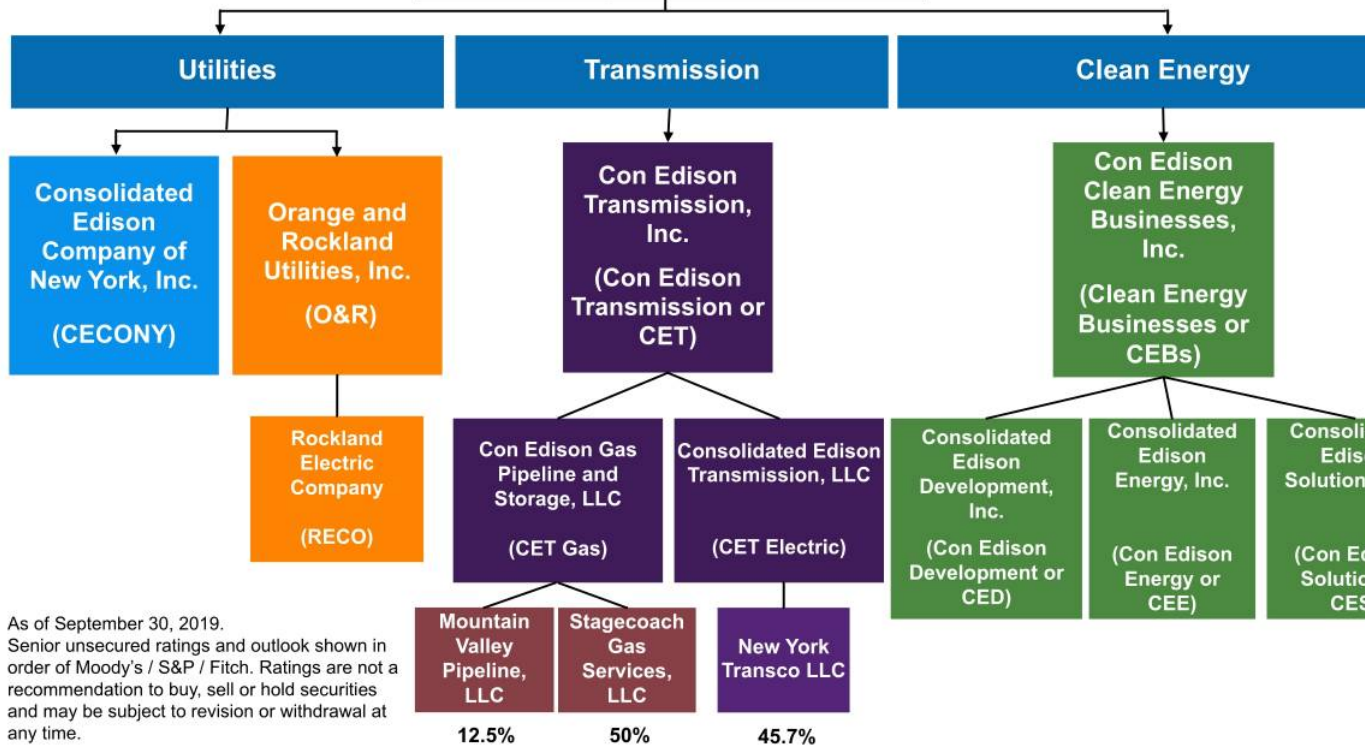 Utilities
Transmission
Clean Energy
Consolidated
Edison
Company of
New York, Inc.
(CECONY)
Orange and
Rockland
Utilities, Inc.
(O&R)
Con Edison
Transmission,
Inc.
(Con Edison
Transmission or
CET)
Con Edison
Clean Energy
Businesses,
Inc.
(Clean Energy
Businesses or
CEBs)
Rockland
Electric
Company
(RECO)
Con Edison Gas
Pipeline and
Storage, LLC
(CET Gas)
Consolidated Edison
Transmission, LLC
(CET Electric)
Consolidated
Edison
Development,
Inc.
(Con Edison
Development or
CED)
Consolidated
Edison
Energy, Inc.
(Con Edison
Energy or
CEE)
Mountain
Valley
Pipeline,
LLC
12.5%
Stagecoach
Gas
Services,
LLC
50%
New York
Transco LLC
45.7%
As of September 30, 2019.
Senior unsecured ratings and outlook shown in
order of Moody's / S&P / Fitch. Ratings are not a
recommendation to buy, sell or hold securities
and may be subject to revision or withdrawal at
any time.